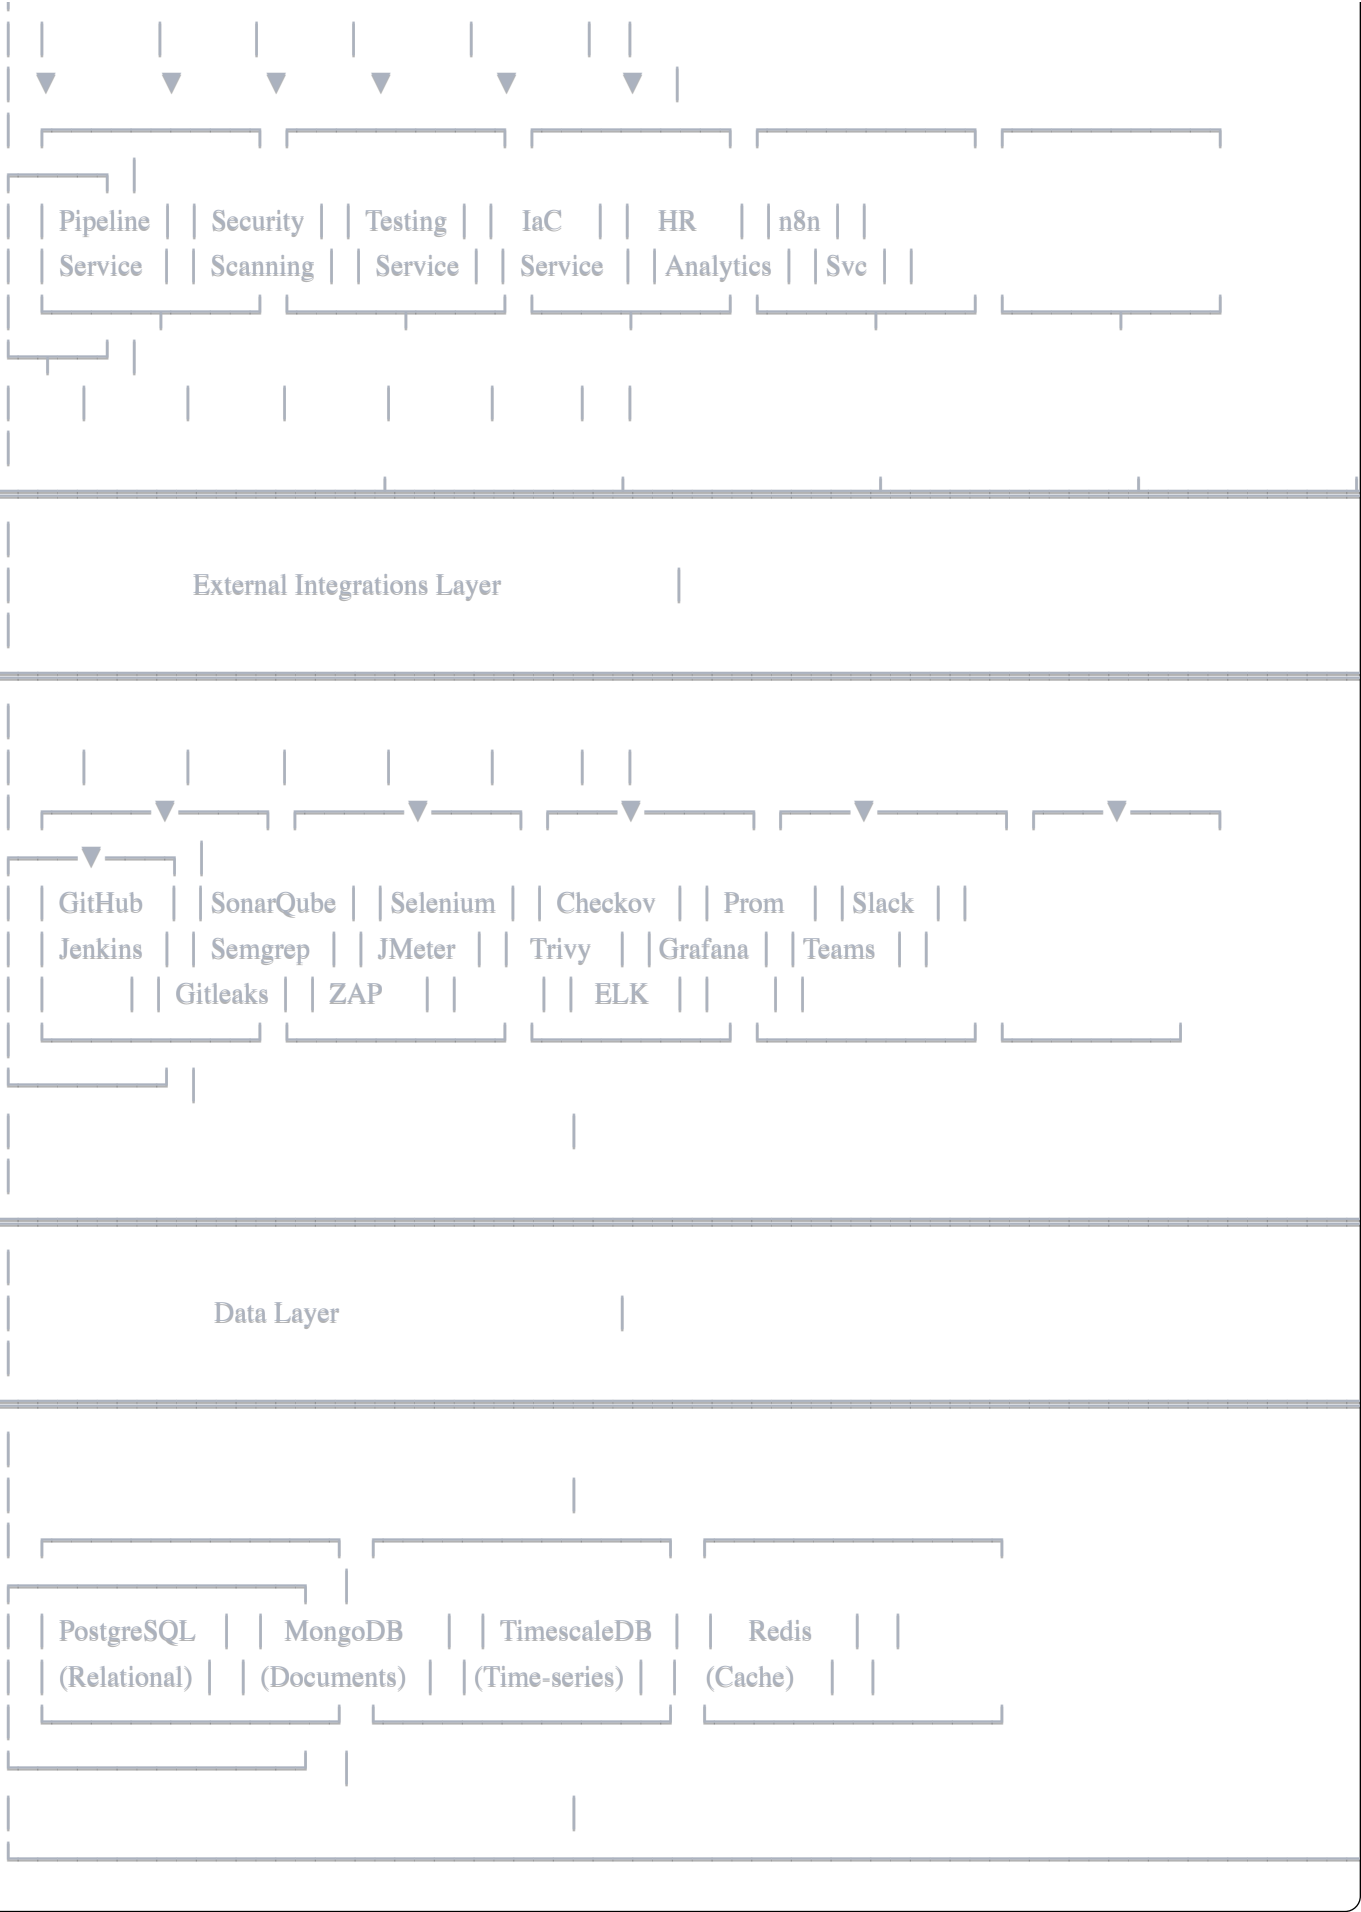 Pipeline Security Testing IaC HR n8n
Service Scanning Service Service Analytics Svc
External Integrations Layer
GitHub SonarQube Selenium Checkov Prom Slack
Jenkins Semgrep JMeter Trivy Grafana Teams
Gitleaks ZAP ELK
Data Layer
PostgreSQL MongoDB TimescaleDB Redis
(Relational) (Documents) (Time-series) (Cache)